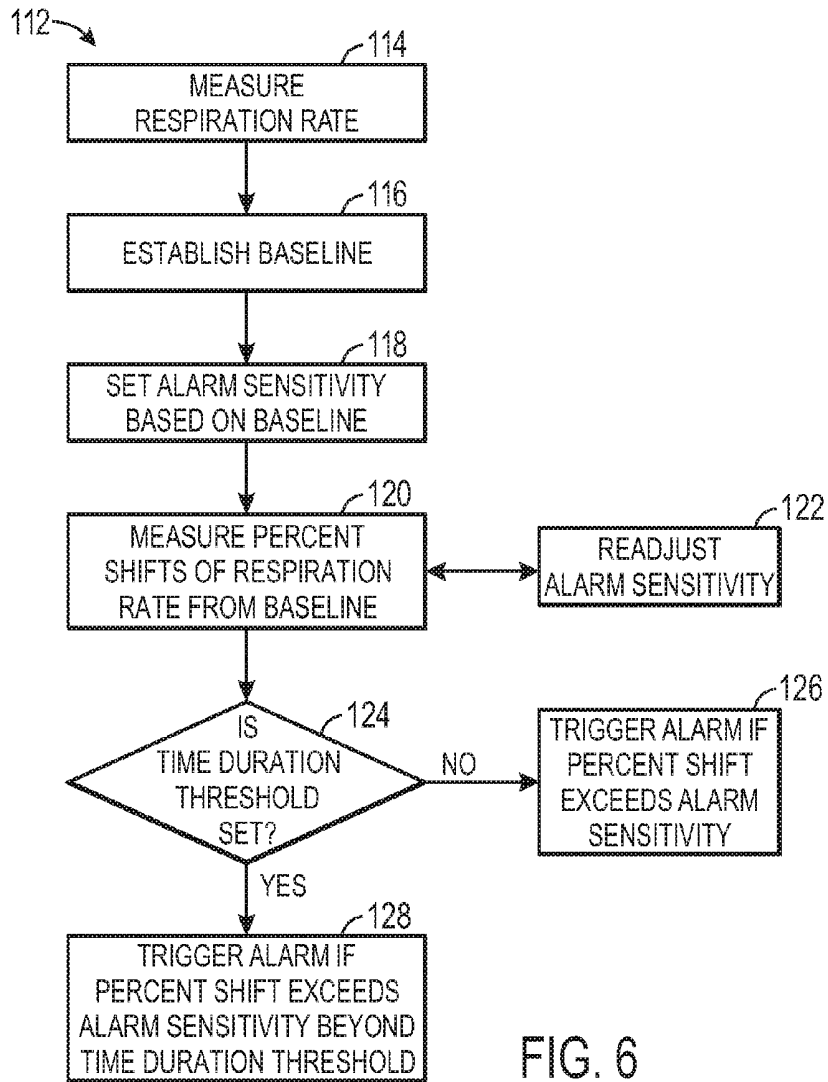 112
114
MEASURE
RESPIRATION RATE
116
ESTABLISH BASELINE
118
SET ALARM SENSITIVITY
BASED ON BASELINE
120
MEASURE PERCENT
SHIFTS OF RESPIRATION
RATE FROM BASELINE
122
READJUST
ALARM SENSITIVITY
124
IS
TIME DURATION
THRESHOLD
SET?
NO
126
TRIGGER ALARM IF
PERCENT SHIFT
EXCEEDS ALARM
SENSITIVITY
YES
128
TRIGGER ALARM IF
PERCENT SHIFT EXCEEDS
ALARM SENSITIVITY BEYOND
TIME DURATION THRESHOLD
FIG. 6